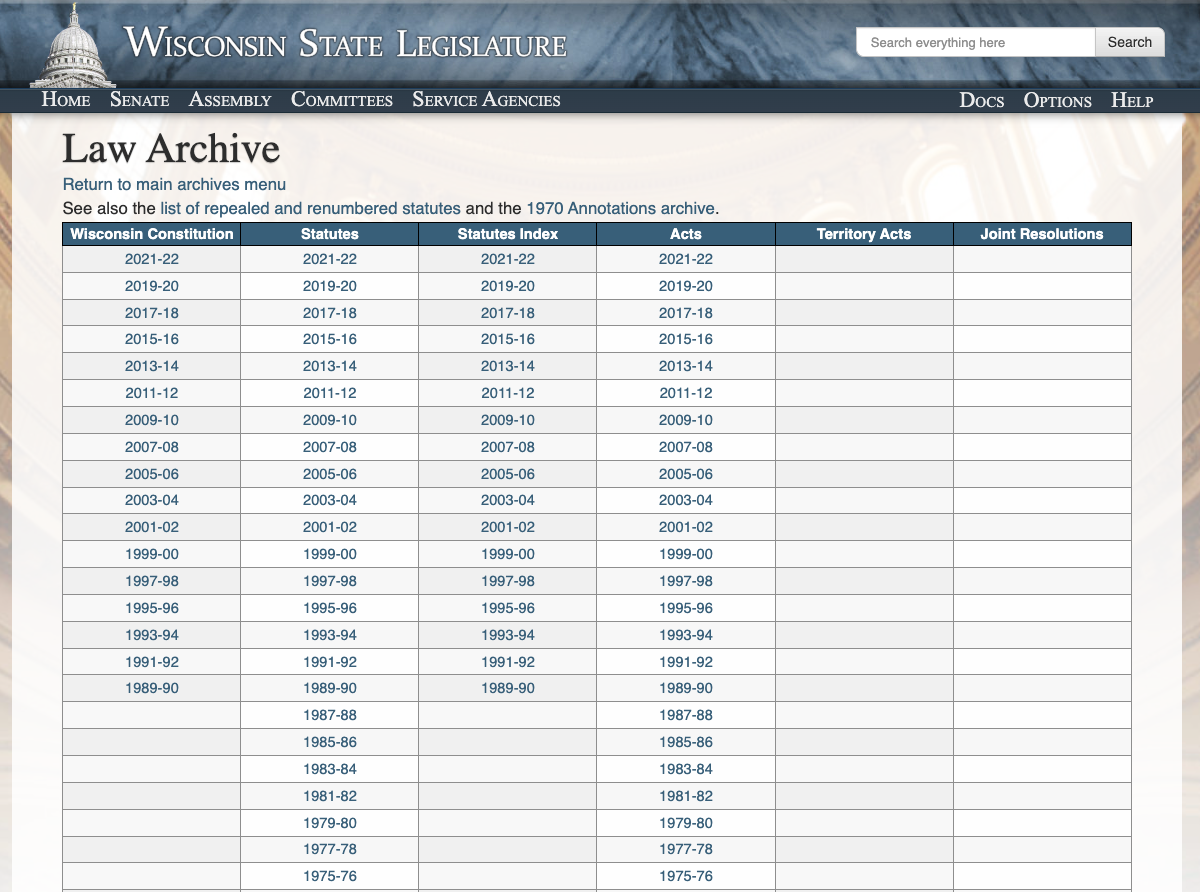 Wisconsin State Legislature
Search everything here Search
Home Senate Assembly Committees Service Agencies Docs Options Help
Law Archive
Return to main archives menu
See also the list of repealed and renumbered statutes and the 1970 Annotations archive.
Wisconsin Constitution Statutes Statutes Index Acts Territory Acts Joint Resolutions
2021-22 2021-22 2021-22 2021-22
2019-20 2019-20 2019-20 2019-20
2017-18 2017-18 2017-18 2017-18
2015-16 2015-16 2015-16 2015-16
2013-14 2013-14 2013-14 2013-14
2011-12 2011-12 2011-12 2011-12
2009-10 2009-10 2009-10 2009-10
2007-08 2007-08 2007-08 2007-08
2005-06 2005-06 2005-06 2005-06
2003-04 2003-04 2003-04 2003-04
2001-02 2001-02 2001-02 2001-02
1999-00 1999-00 1999-00 1999-00
1997-98 1997-98 1997-98 1997-98
1995-96 1995-96 1995-96 1995-96
1993-94 1993-94 1993-94 1993-94
1991-92 1991-92 1991-92 1991-92
1989-90 1989-90 1989-90 1989-90
1987-88 1987-88
1985-86 1985-86
1983-84 1983-84
1981-82 1981-82
1979-80 1979-80
1977-78 1977-78
1975-76 1975-76